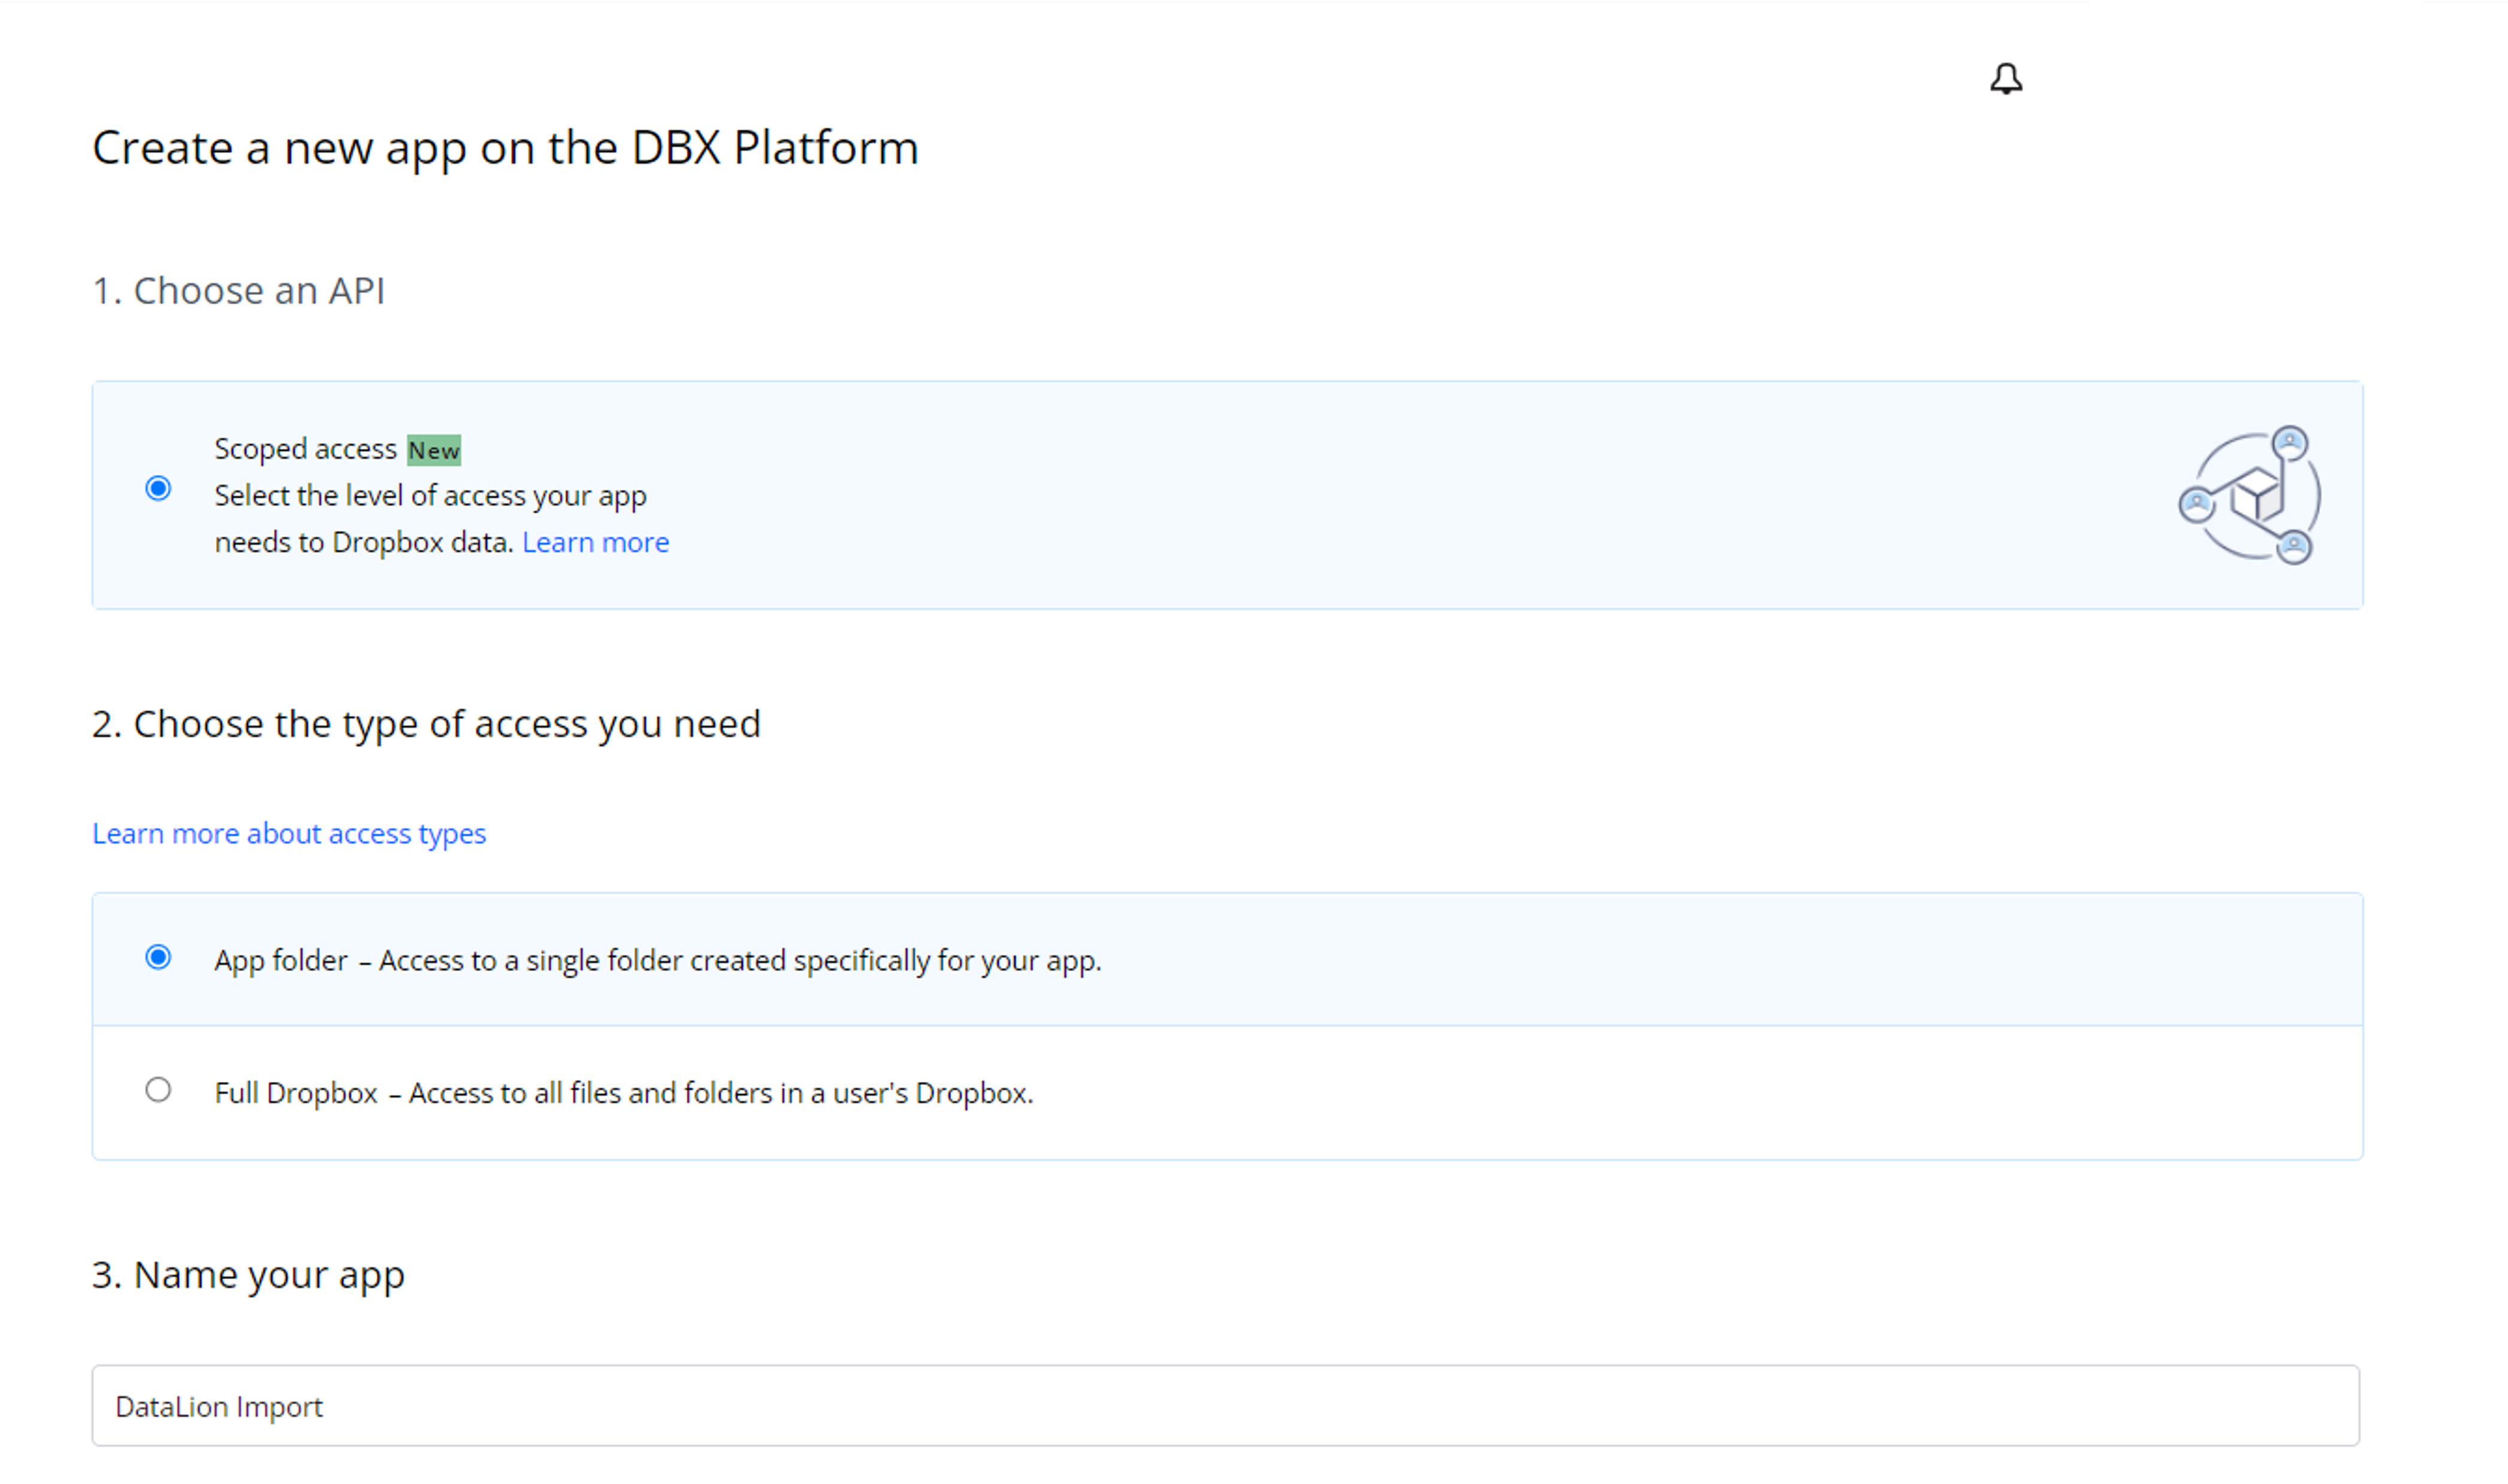 Create a new app on the DBX Platform
1. Choose an API
Scoped access New
Select the level of access your app
needs to Dropbox data. Learn more
2. Choose the type of access you need
Learn more about access types
App folder – Access to a single folder created specifically for your app.
Full Dropbox – Access to all files and folders in a user's Dropbox.
3. Name your app
DataLion Import